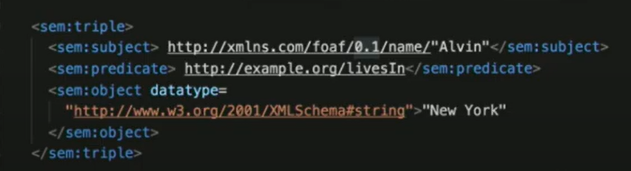 <sem:triple>
<sem:subject> http://xmlns.com/foaf/0.1/name/"Alvin"</sem:subject>
<sem:predicate> http://example.org/livesIn</sem:predicate>
<sem:object datatype=
"http://www.w3.org/2001/XMLSchema#string">"New York"
</sem:object>
</sem:triple>